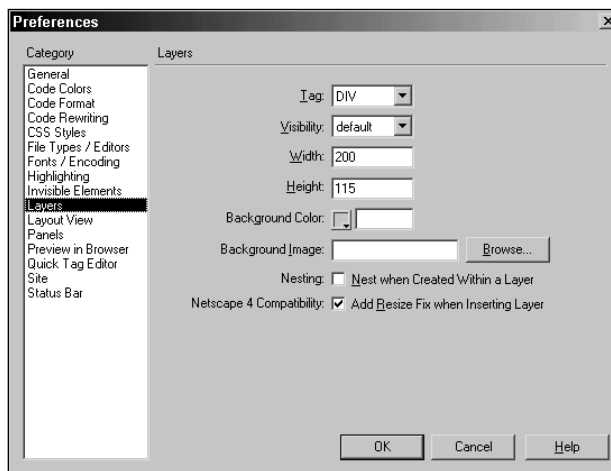 Preferences
Category
General
Code Colors
Code Format
Code Rewriting
CSS Styles
File Types / Editors
Fonts / Encoding
Highlighting
Invisible Elements
Layers
Layout View
Panels
Preview in Browser
Quick Tag Editor
Site
Status Bar
Layers
Tag: DIV
Visibility: default
Width: 200
Height: 115
Background Color:
Background Image: Browse...
Nesting: Nest when Created Within a Layer
Netscape 4 Compatibility: Add Resize Fix when Inserting Layer
OK Cancel Help